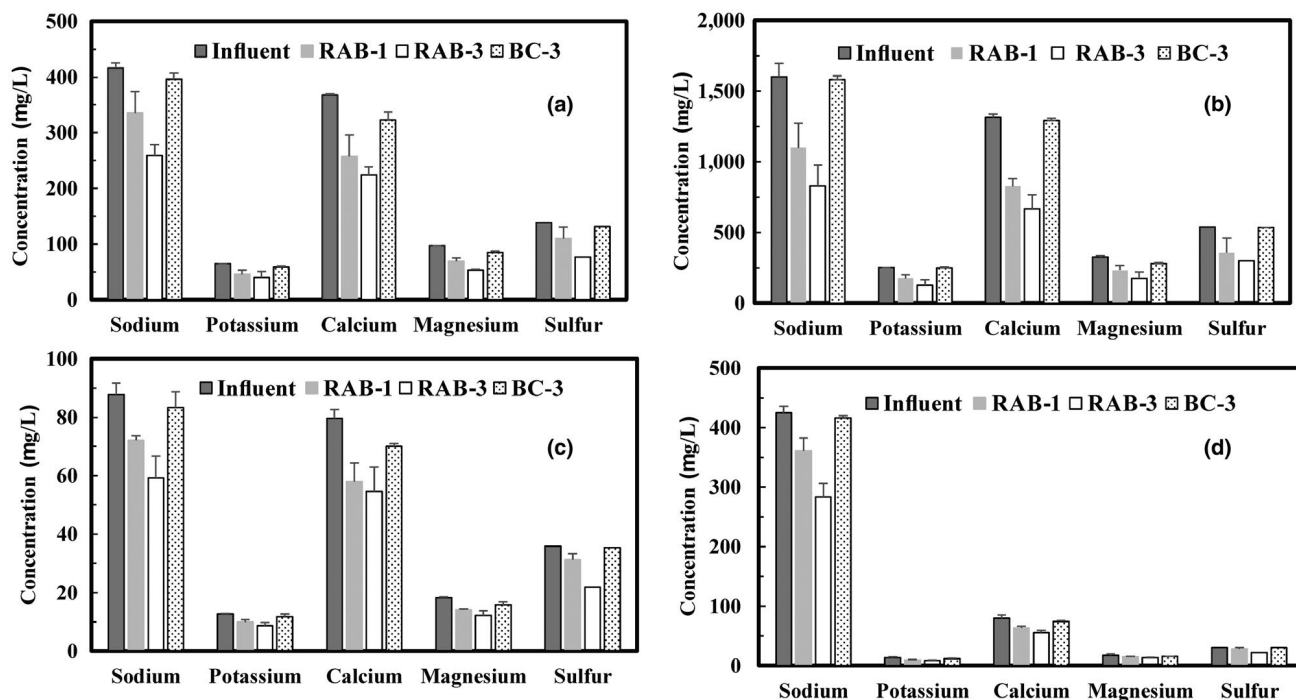 500
400
300
200
100
0
Concentration (mg/L)
Influent RAB-1 RAB-3 BC-3
(a)
Sodium Potassium Calcium Magnesium Sulfur
2,000
1,500
1,000
500
0
Concentration (mg/L)
Influent RAB-1 RAB-3 BC-3
(b)
Sodium Potassium Calcium Magnesium Sulfur
100
80
60
40
20
0
Concentration (mg/L)
Influent RAB-1 RAB-3 BC-3
(c)
Sodium Potassium Calcium Magnesium Sulfur
500
400
300
200
100
0
Concentration (mg/L)
Influent RAB-1 RAB-3 BC-3
(d)
Sodium Potassium Calcium Magnesium Sulfur